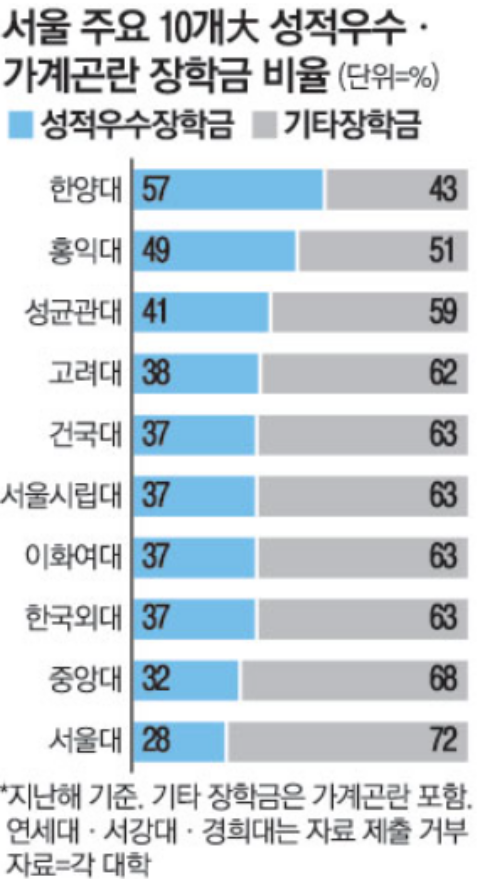 서울 주요 10개大 성적우수·
가계곤란 장학금 비율 (단위=%)
성적우수장학금 기타장학금
한양대 57 43
홍익대 49 51
성균관대 41 59
고려대 38 62
건국대 37 63
서울시립대 37 63
이화여대 37 63
한국외대 37 63
중앙대 32 68
서울대 28 72
*지난해 기준. 기타 장학금은 가계곤란 포함.
연세대·서강대·경희대는 자료 제출 거부
자료=각 대학